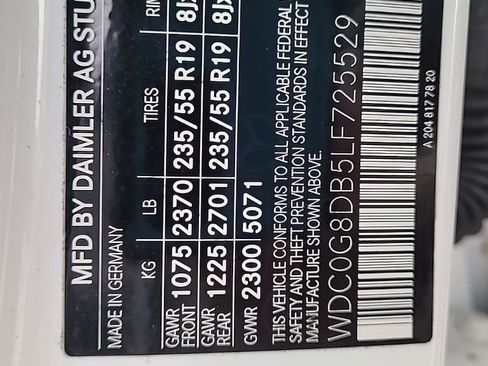 MFD BY DAIMLER AG STU
MADE IN GERMANY
KG LB TIRES RIM
GAWR FRONT 1075 2370 235/55 R19 8J
GAWR REAR 1225 2701 235/55 R19 8J
GVWR 2300 5071
THIS VEHICLE CONFORMS TO ALL APPLICABLE FEDERAL
SAFETY AND THEFT PREVENTION STANDARDS IN EFFECT
MANUFACTURE SHOWN ABOVE.
WDC0G8DB5LF725529
A 204 817 78 20